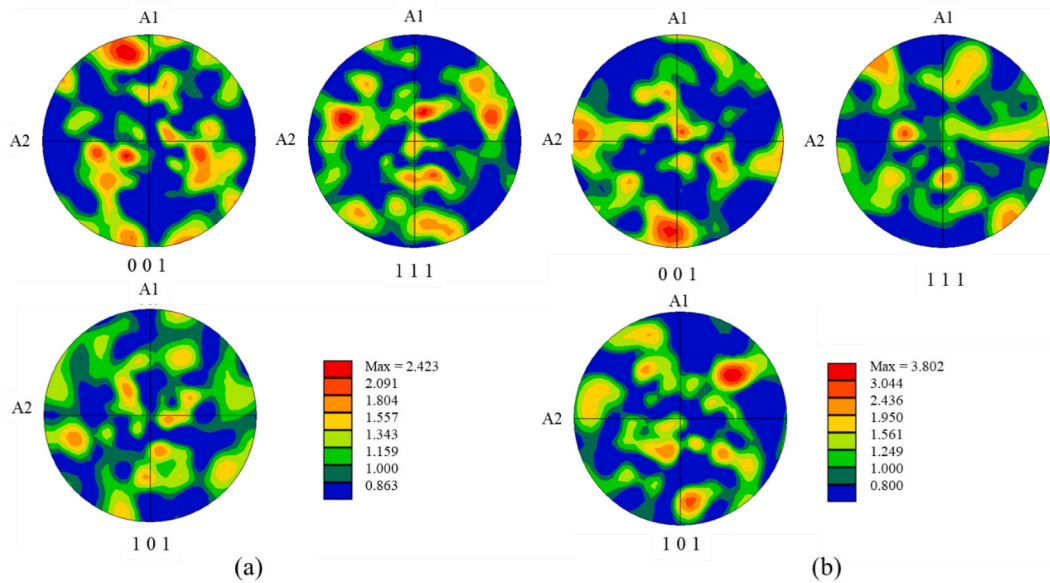 A1
A1
A1
A1
A2
A2
A2
A2
0 0 1
1 1 1
0 0 1
1 1 1
A1
A1
A2
A2
Max = 2.423
2.091
1.804
1.557
1.343
1.159
1.000
0.863
Max = 3.802
3.044
2.436
1.950
1.561
1.249
1.000
0.800
1 0 1
1 0 1
(a)
(b)